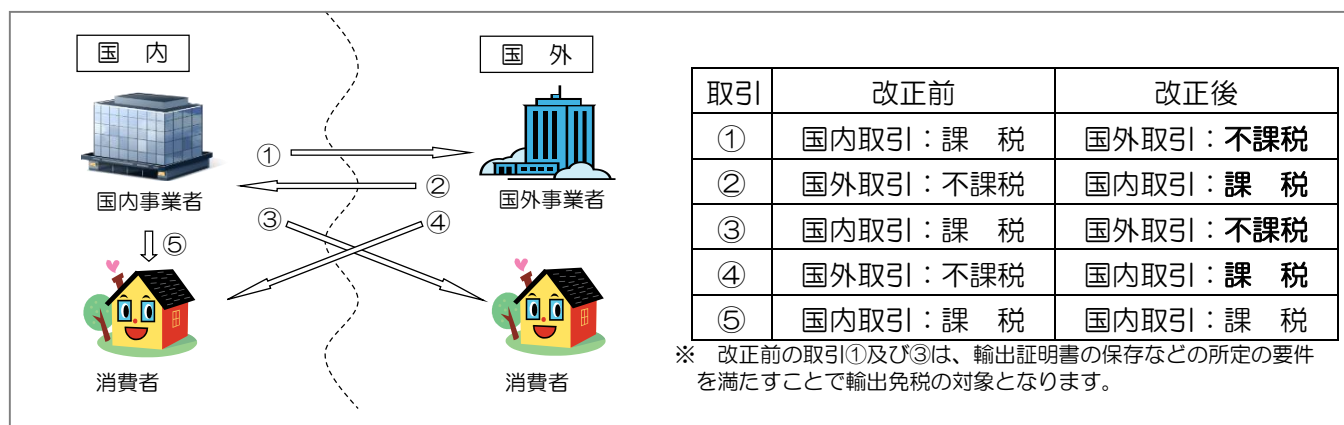 国　内
国　外
①
②
国内事業者
国外事業者
③
④
⑤
消費者
消費者
取引　改正前　改正後
①　国内取引：課　税　国外取引：不課税
②　国外取引：不課税　国内取引：課　税
③　国内取引：課　税　国外取引：不課税
④　国外取引：不課税　国内取引：課　税
⑤　国内取引：課　税　国内取引：課　税
※　改正前の取引①及び③は、輸出証明書の保存などの所定の要件
を満たすことで輸出免税の対象となります。